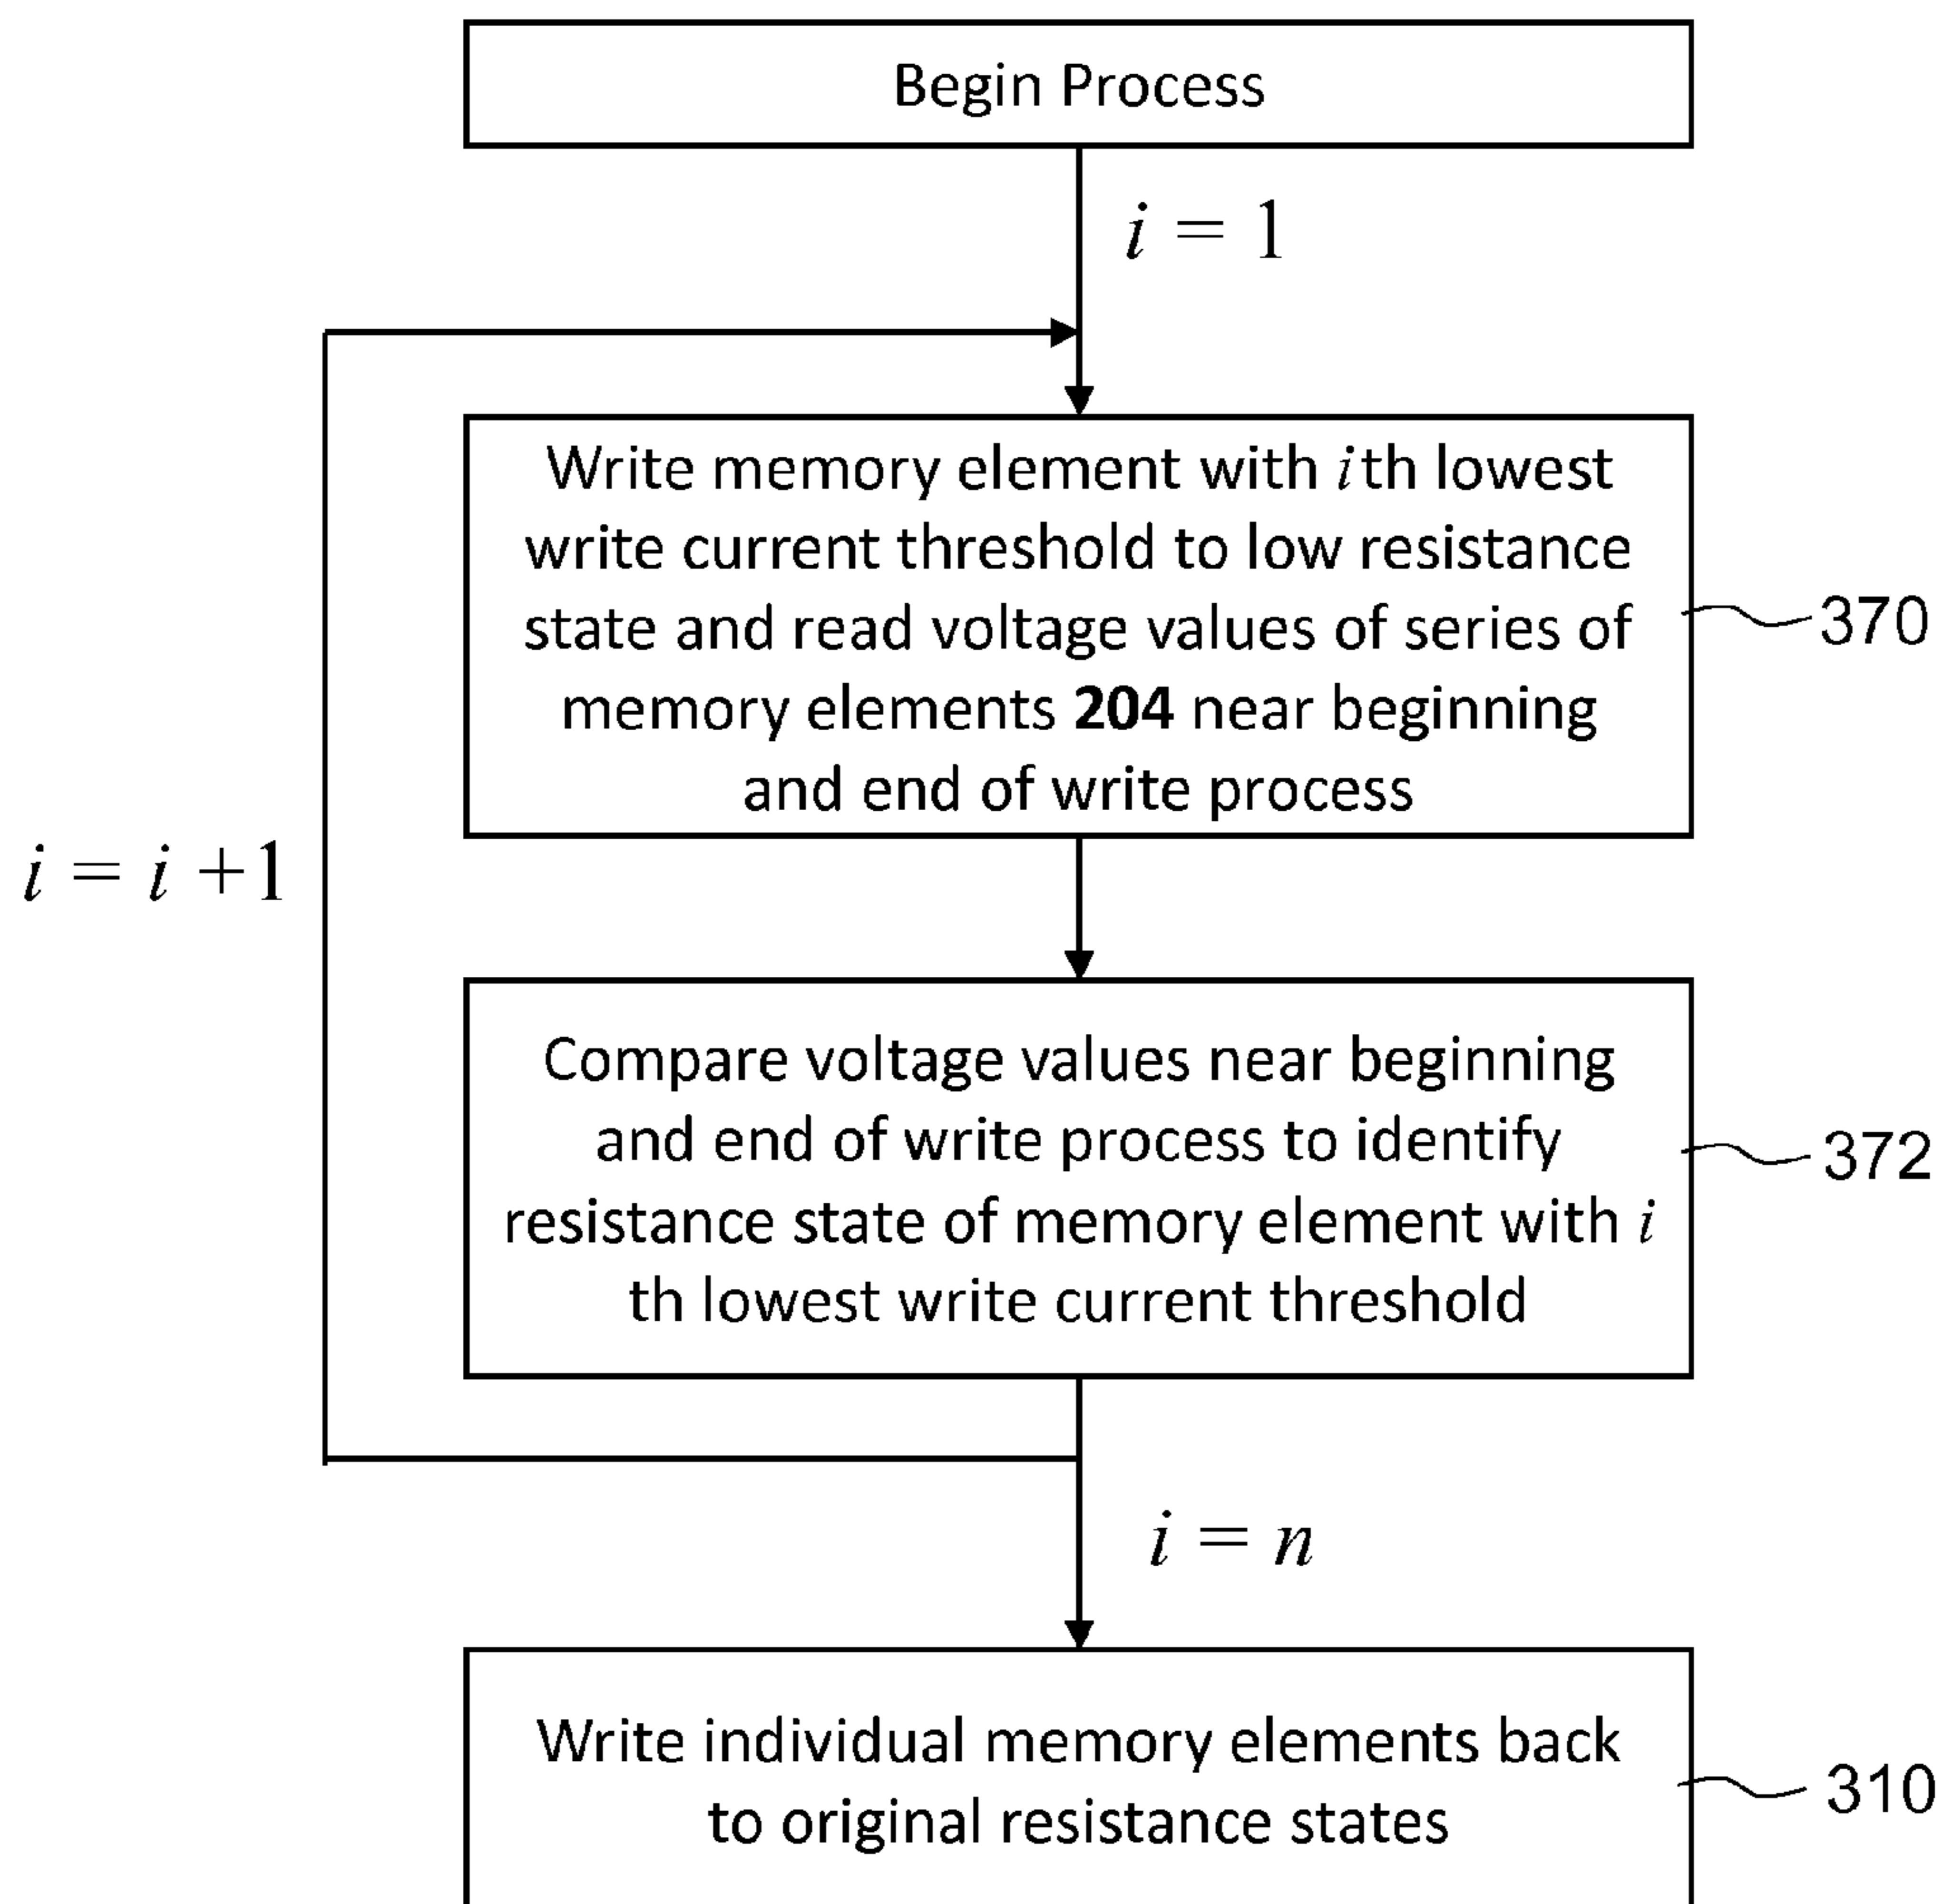 Begin Process
i = 1
Write memory element with i th lowest
write current threshold to low resistance
state and read voltage values of series of
memory elements 204 near beginning
and end of write process
370
i = i +1
Compare voltage values near beginning
and end of write process to identify
resistance state of memory element with i
th lowest write current threshold
372
i = n
Write individual memory elements back
to original resistance states
310